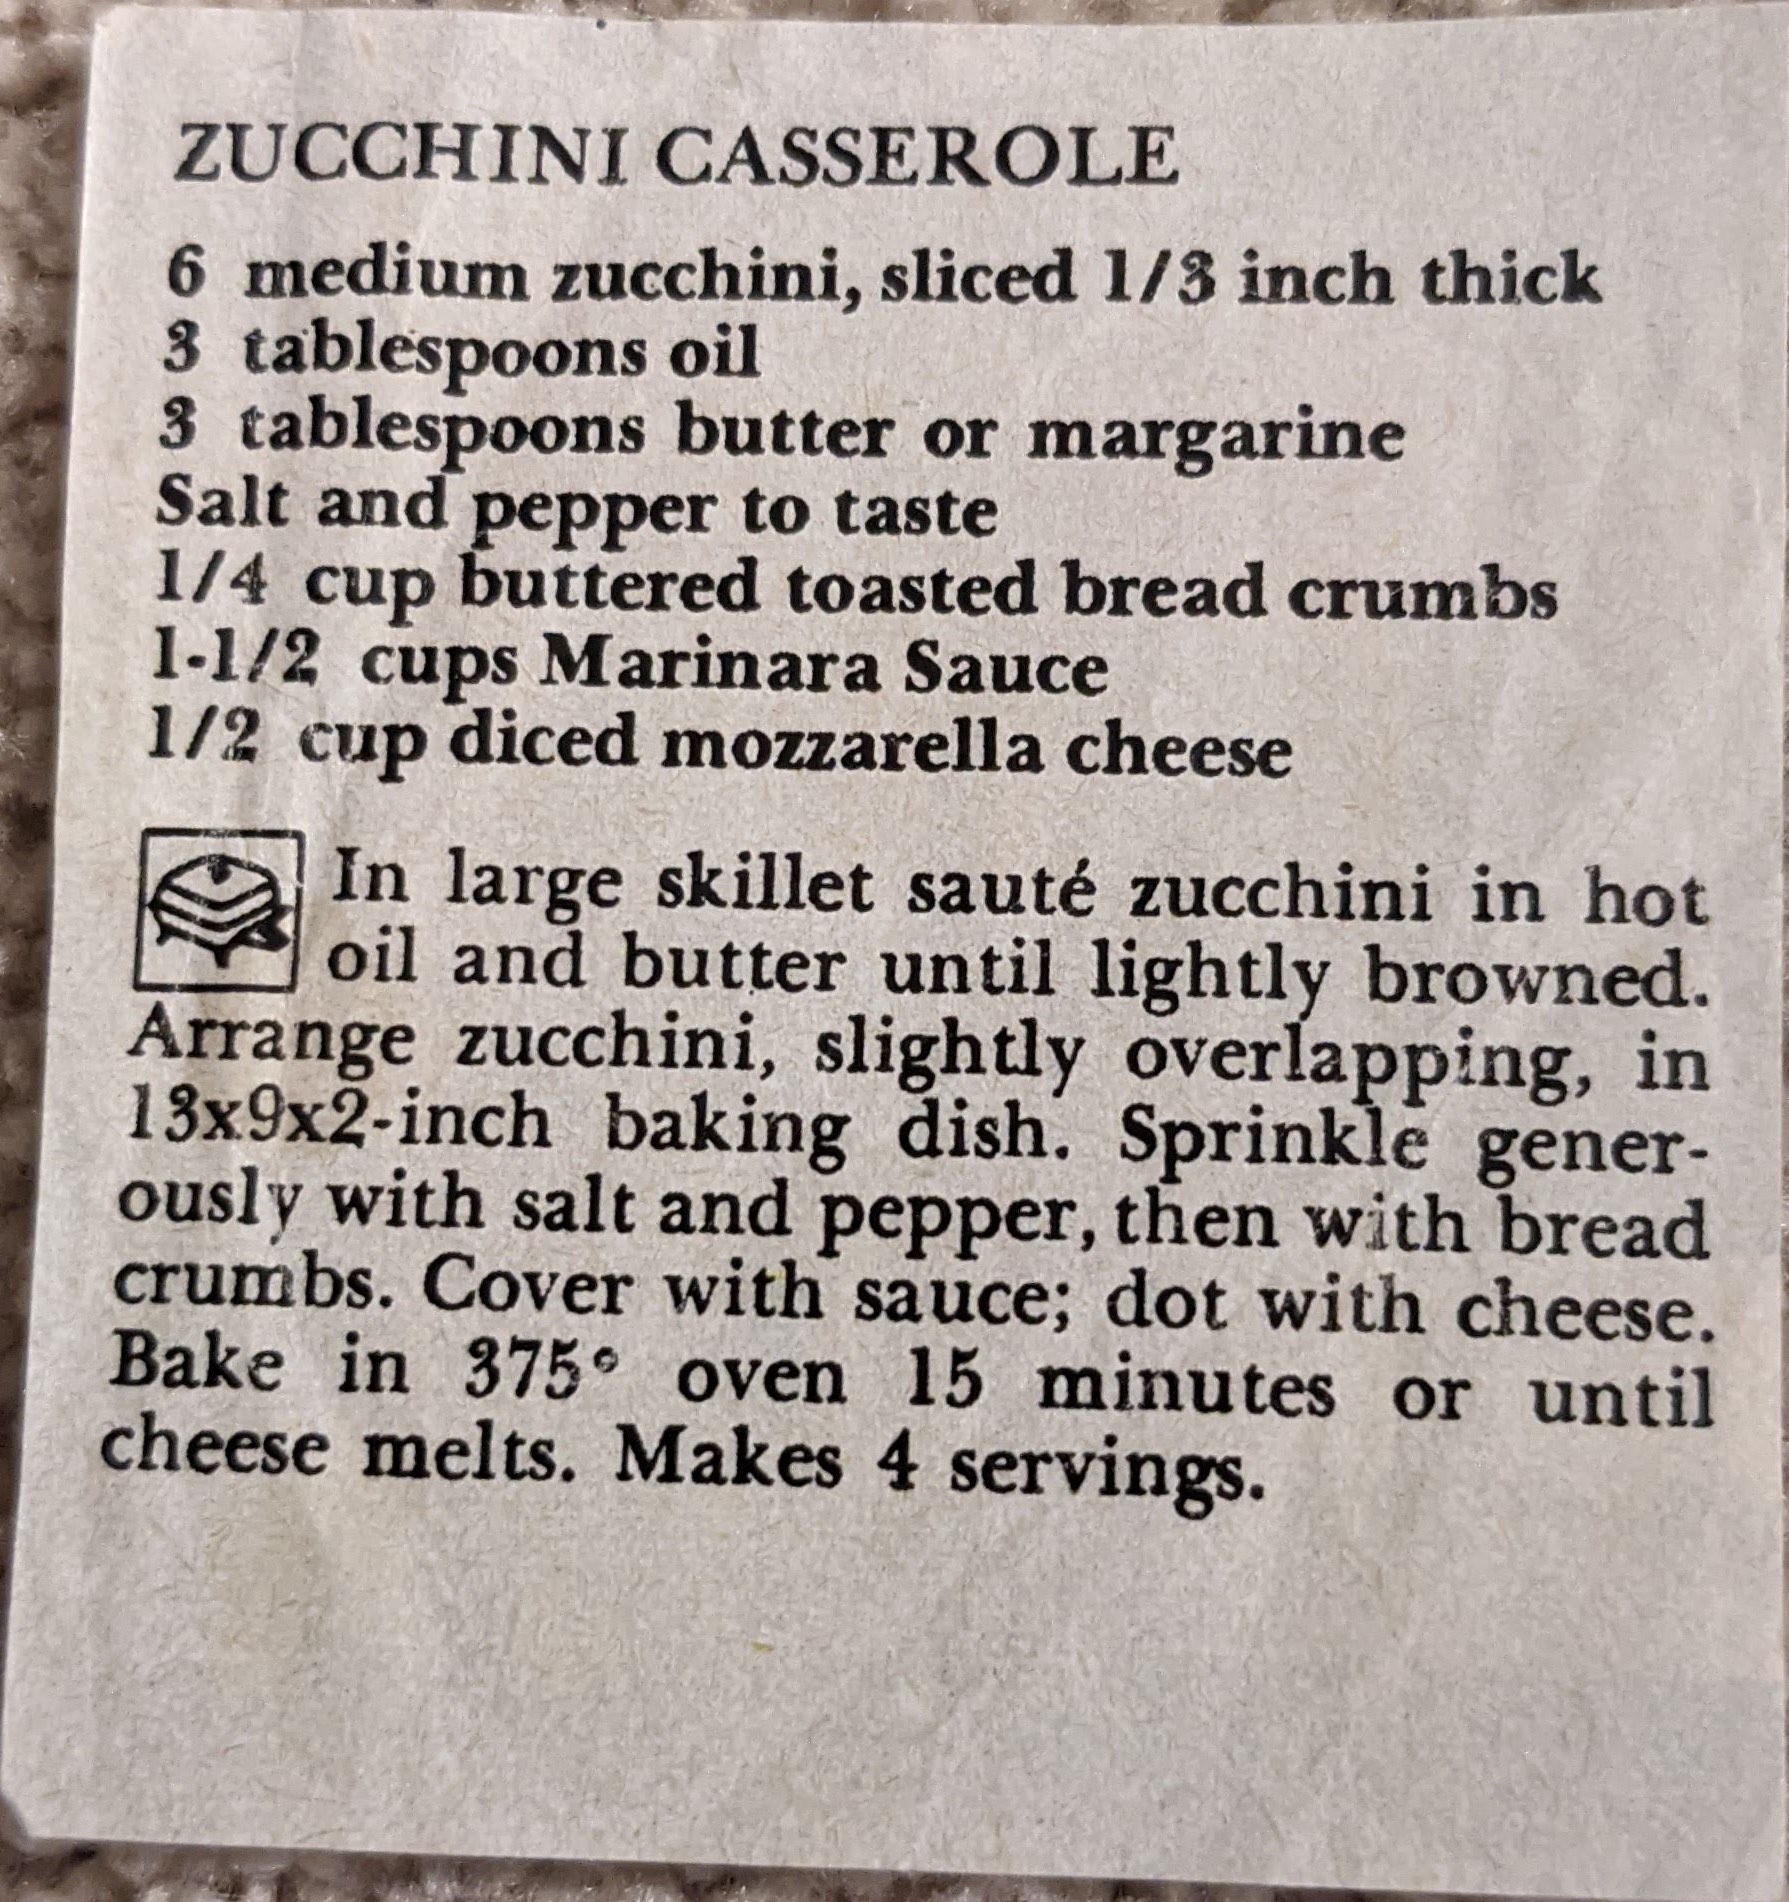 ZUCCHINI CASSEROLE
6 medium zucchini, sliced 1/3 inch thick
3 tablespoons oil
3 tablespoons butter or margarine
Salt and pepper to taste
1/4 cup buttered toasted bread crumbs
1-1/2 cups Marinara Sauce
1/2 cup diced mozzarella cheese
In large skillet sauté zucchini in hot
oil and butter until lightly browned.
Arrange zucchini, slightly overlapping, in
13x9x2-inch baking dish. Sprinkle gener-
ously with salt and pepper, then with bread
crumbs. Cover with sauce; dot with cheese.
Bake in 375° oven 15 minutes or until
cheese melts. Makes 4 servings.